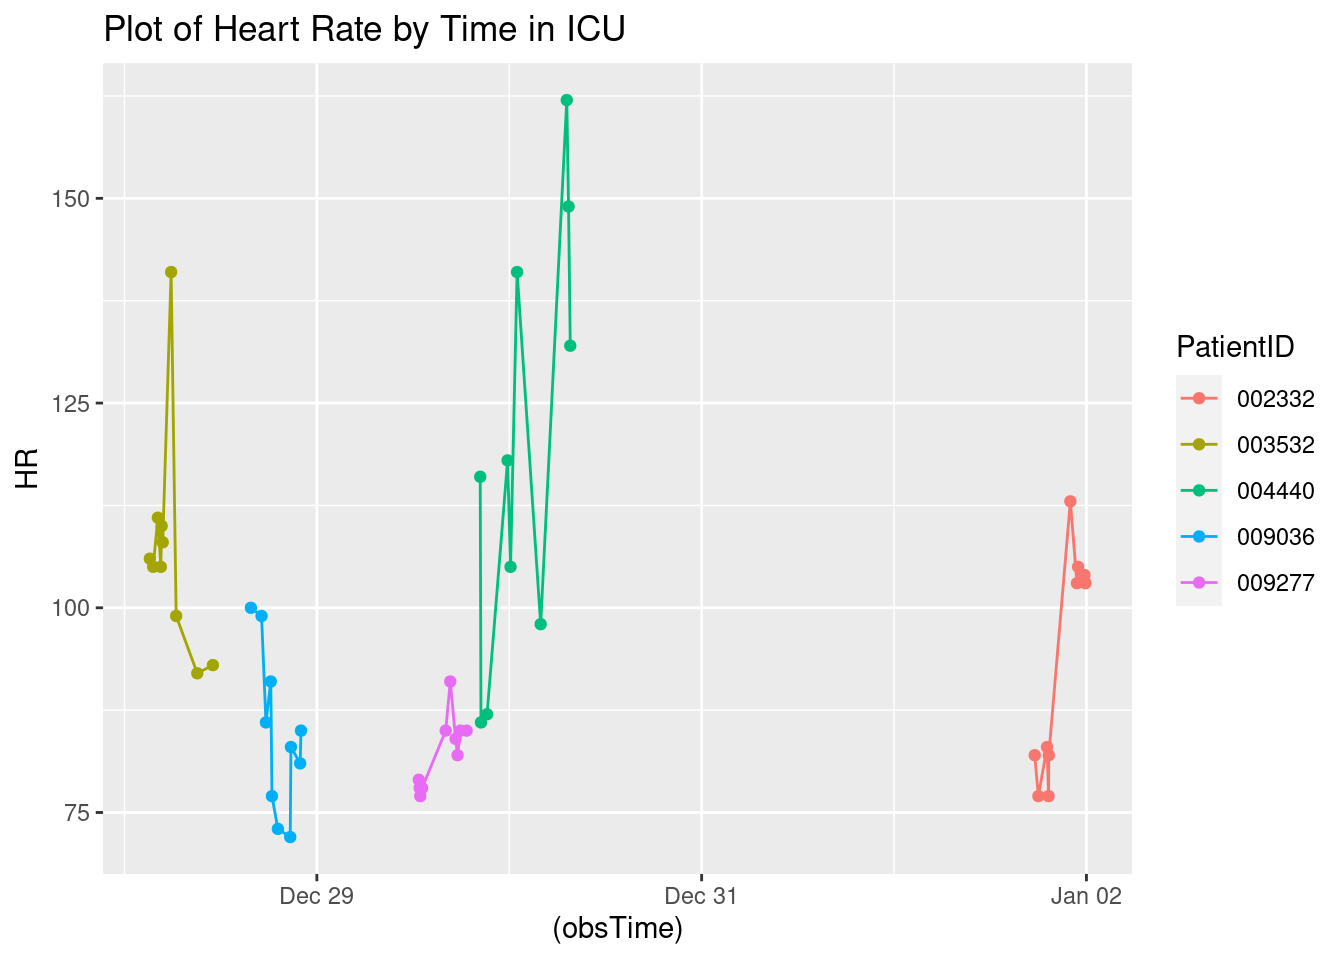 Plot of Heart Rate by Time in ICU
150
125
100
75
HR
Dec 29
Dec 31
Jan 02
(obsTime)
PatientID
002332
003532
004440
009036
009277